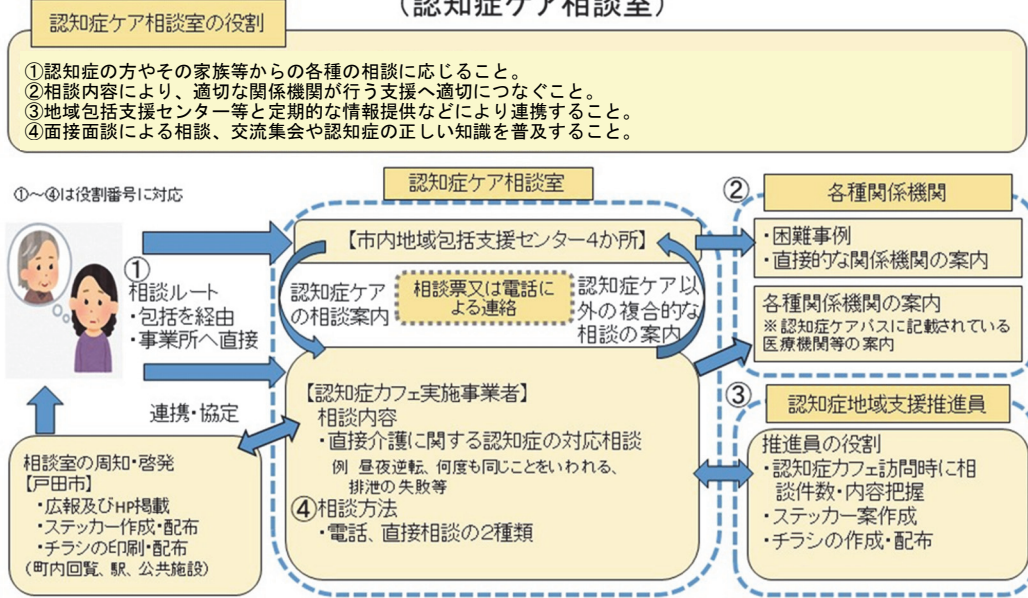 （認知症ケア相談室）
認知症ケア相談室の役割
①認知症の方やその家族等からの各種の相談に応じること。
②相談内容により、適切な関係機関が行う支援へ適切につなぐこと。
③地域包括支援センター等と定期的な情報提供などにより連携すること。
④面接面談による相談、交流集会や認知症の正しい知識を普及すること。
①～④は役割番号に対応
①
相談ルート
・包括を経由
・事業所へ直接
認知症ケア相談室
【市内地域包括支援センター4か所】
認知症ケア
の相談案内
相談票又は電話に
よる連絡
認知症ケア以
外の複合的な
相談の案内
【認知症カフェ実施事業者】
相談内容
・直接介護に関する認知症の対応相談
例 昼夜逆転、何度も同じことをいわれる、
排泄の失敗等
④相談方法
・電話、直接相談の2種類
連携・協定
相談室の周知・啓発
【戸田市】
・広報及びHP掲載
・ステッカー作成・配布
・チラシの印刷・配布
（町内回覧、駅、公共施設）
②
各種関係機関
・困難事例
・直接的な関係機関の案内
各種関係機関の案内
※認知症ケアパスに記載されている
医療機関等の案内
③
認知症地域支援推進員
推進員の役割
・認知症カフェ訪問時に相
談件数・内容把握
・ステッカー案作成
・チラシの作成・配布